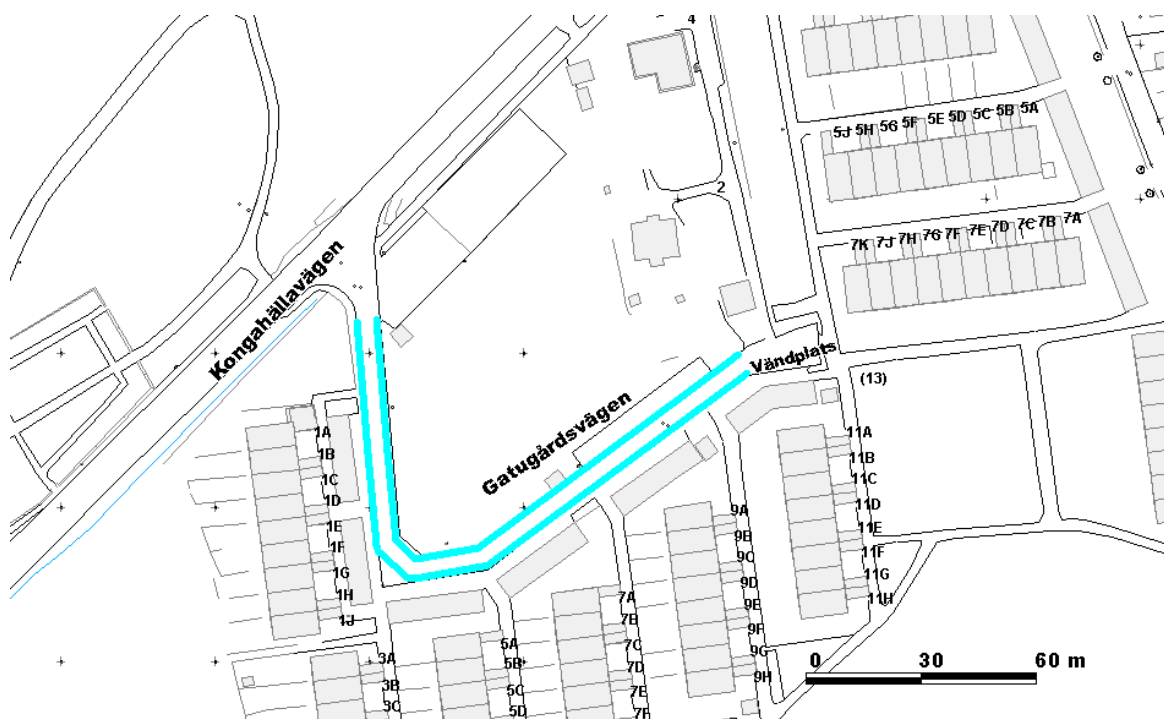 4
5J 5H 5G 5F 5E 5D 5C 5B 5A
2
7K 7J 7H 7G 7F 7E 7D 7C 7B 7A
Kongahällavägen
Vändplats
(13)
Gatugårdsvägen
1A
1B
1C
1D
1E
1F
1G
1H
1J
11A
11B
11C
11D
11E
11F
11G
11H
9A
9B
9C
9D
9E
9F
9G
9H
7A
7B
7C
7D
7E
7F
5A
5B
5C
5D
3A
3B
3C
0 30 60 m